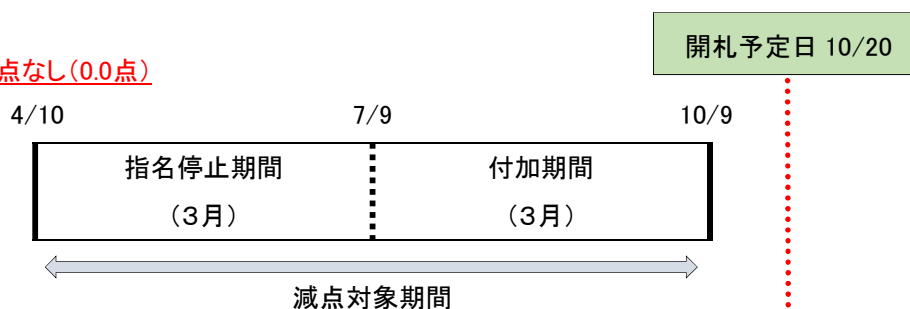 開札予定日 10/20
点なし（0.0点）
4/10 7/9 10/9
指名停止期間 付加期間
（３月） （３月）
減点対象期間